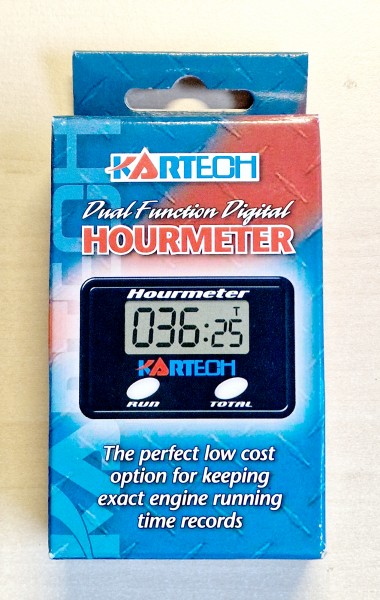 KARTECH
Dual Function Digital
HOURMETER
Hourmeter
T
036:25
KARTECH
RUN TOTAL
The perfect low cost
option for keeping
exact engine running
time records
KARTECH